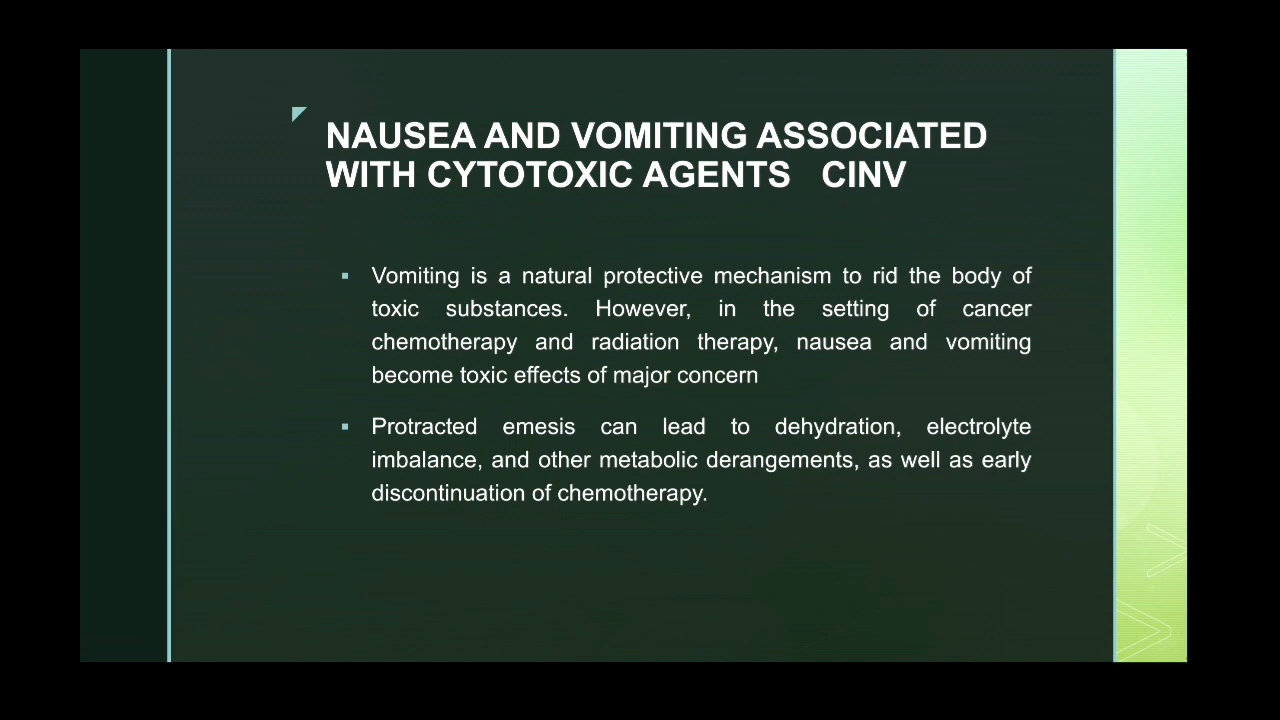 NAUSEA AND VOMITING ASSOCIATED
WITH CYTOTOXIC AGENTS CINV
Vomiting is a natural protective mechanism to rid the body of
toxic substances. However, in the setting of cancer
chemotherapy and radiation therapy, nausea and vomiting
become toxic effects of major concern
Protracted emesis can lead to dehydration, electrolyte
imbalance, and other metabolic derangements, as well as early
discontinuation of chemotherapy.